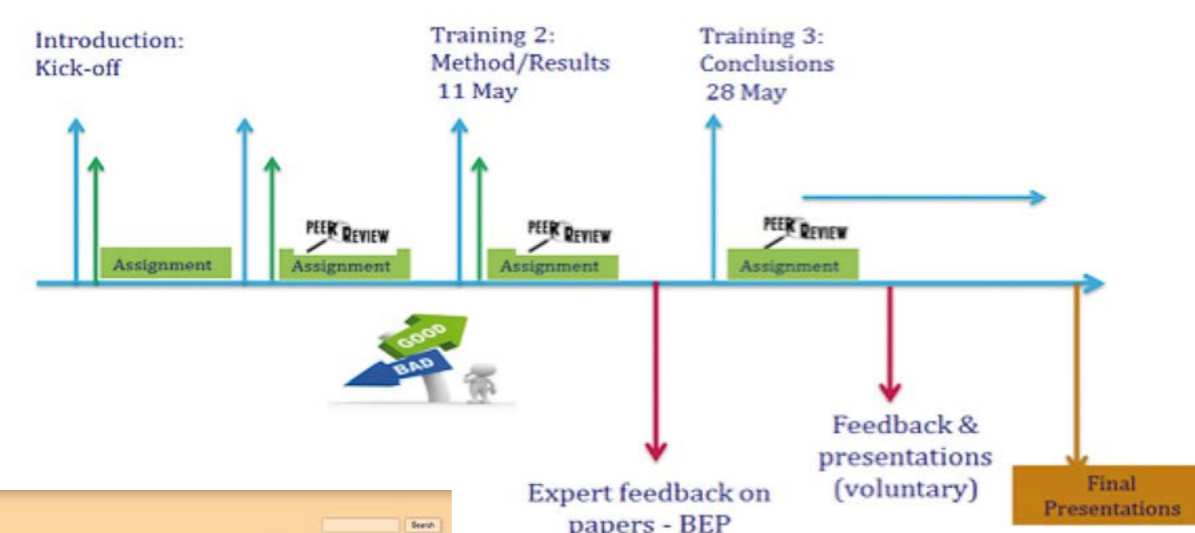 Introduction:
Kick-off
Training 2:
Method/Results
11 May
Training 3:
Conclusions
28 May
PEER REVIEW
PEER REVIEW
PEER REVIEW
Assignment
Assignment
Assignment
Assignment
GOOD
BAD
Feedback &
presentations
(voluntary)
Expert feedback on
papers - BEP
Final
Presentations
Search